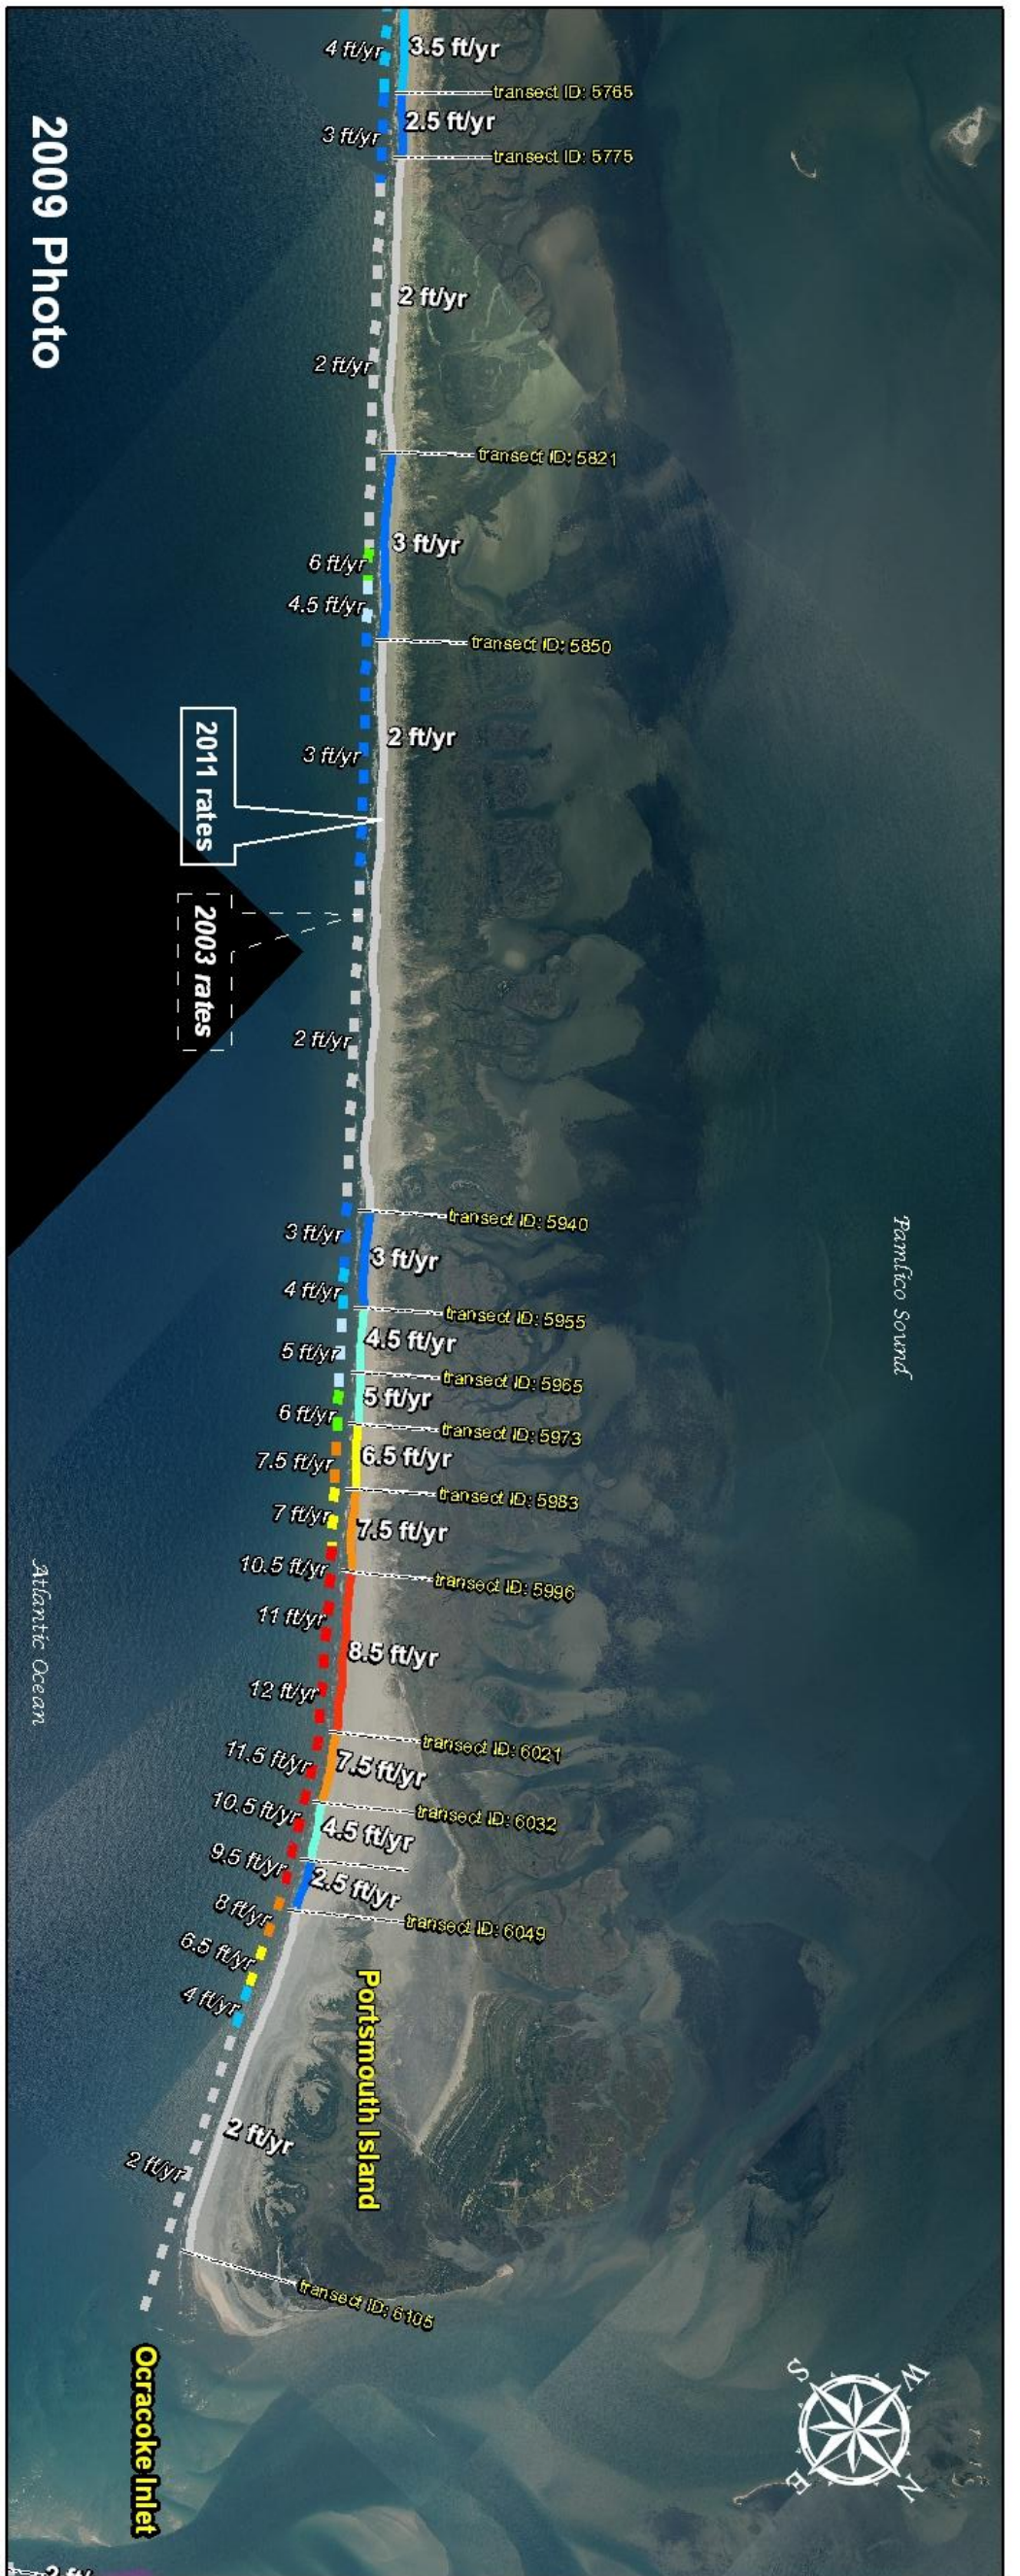 4 ft/yr
3.5 ft/yr
transect ID: 5765
2.5 ft/yr
3 ft/yr
transect ID: 5775
2009 Photo
2 ft/yr
2 ft/yr
transect ID: 5821
3 ft/yr
6 ft/yr
4.5 ft/yr
transect ID: 5850
2 ft/yr
3 ft/yr
2011 rates
2003 rates
2 ft/yr
transect ID: 5940
3 ft/yr
3 ft/yr
Pamlico Sound
4 ft/yr
transect ID: 5955
4.5 ft/yr
5 ft/yr
transect ID: 5965
5 ft/yr
6 ft/yr
transect ID: 5973
6.5 ft/yr
7.5 ft/yr
transect ID: 5983
7 ft/yr
7.5 ft/yr
10.5 ft/yr
transect ID: 5996
11 ft/yr
Atlantic Ocean
8.5 ft/yr
12 ft/yr
transect ID: 6021
11.5 ft/yr
7.5 ft/yr
10.5 ft/yr
transect ID: 6032
4.5 ft/yr
9.5 ft/yr
2.5 ft/yr
8 ft/yr
transect ID: 6049
6.5 ft/yr
4 ft/yr
Portsmouth Island
2 ft/yr
2 ft/yr
transect ID: 6105
Ocracoke Inlet
S
W
E
N